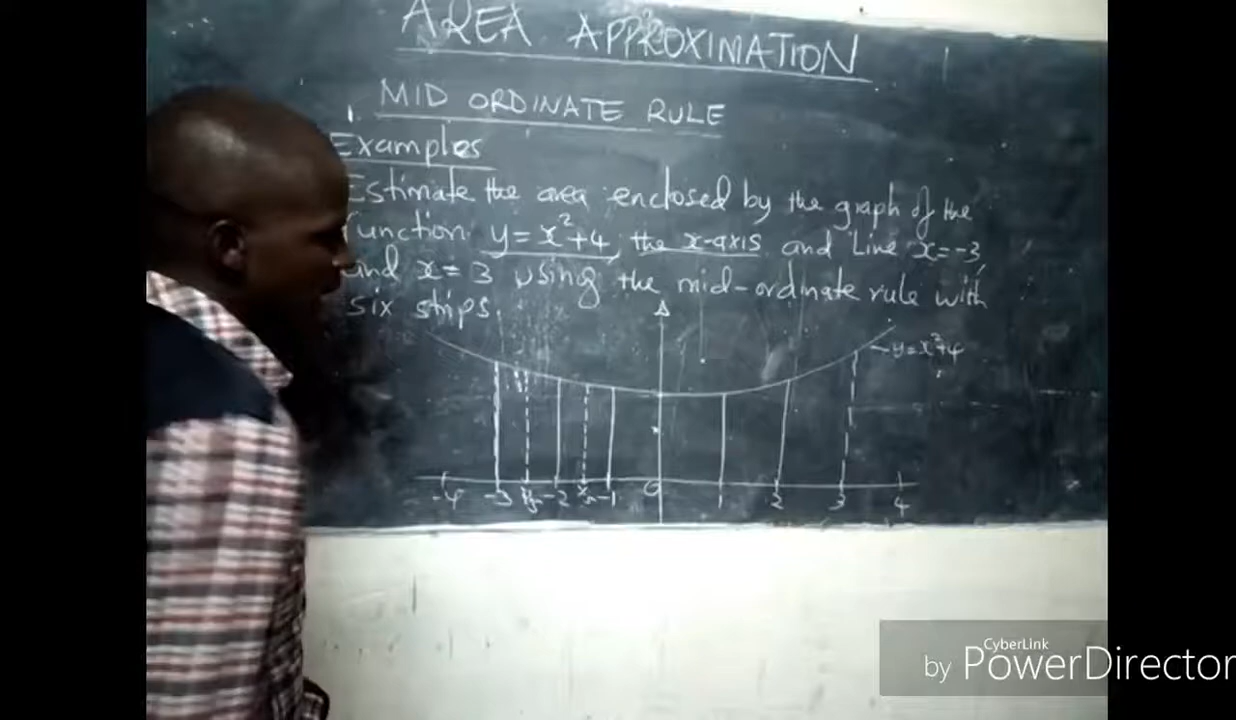 AREA APPROXIMATION
1. MID ORDINATE RULE
Examples
Estimate the area enclosed by the graph of the
function y = x²+4, the x-axis and Line x=-3
and x = 3 using the mid-ordinate rule with
six strips.
y=x²+4
-4 -3 -2 -1 0 1 2 3 4
CyberLink
by PowerDirector